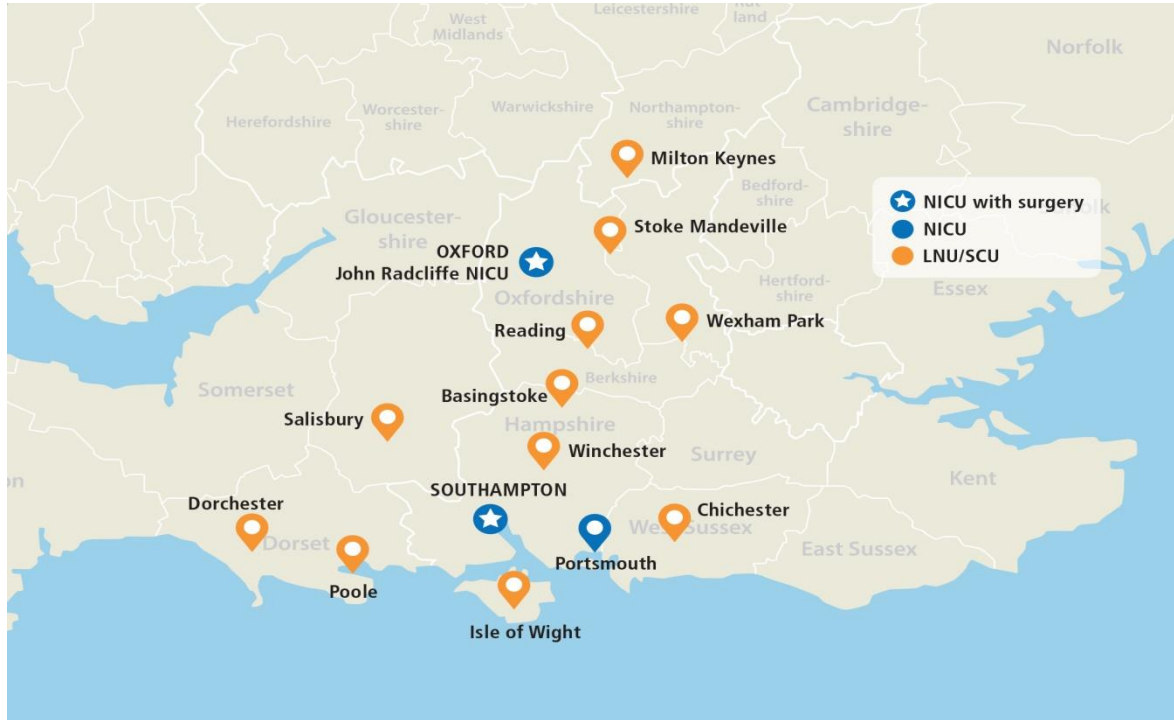 West
Midlands
Leicestershire
Rut
land
Norfolk
Herefordshire
Worcester-
shire
Warwickshire
Northampton-
shire
Cambridge-
shire
Milton Keynes
Bedford-
shire
NICU with surgery
NICU
LNU/SCU
Gloucester-
shire
Stoke Mandeville
OXFORD
John Radcliffe NICU
Oxfordshire
Hertford-
shire
Essex
Reading
Wexham Park
Berkshire
Somerset
Basingstoke
Salisbury
Hampshire
Winchester
Surrey
Kent
SOUTHAMPTON
Dorchester
Chichester
Dorset
West Sussex
East Sussex
Portsmouth
Poole
Isle of Wight